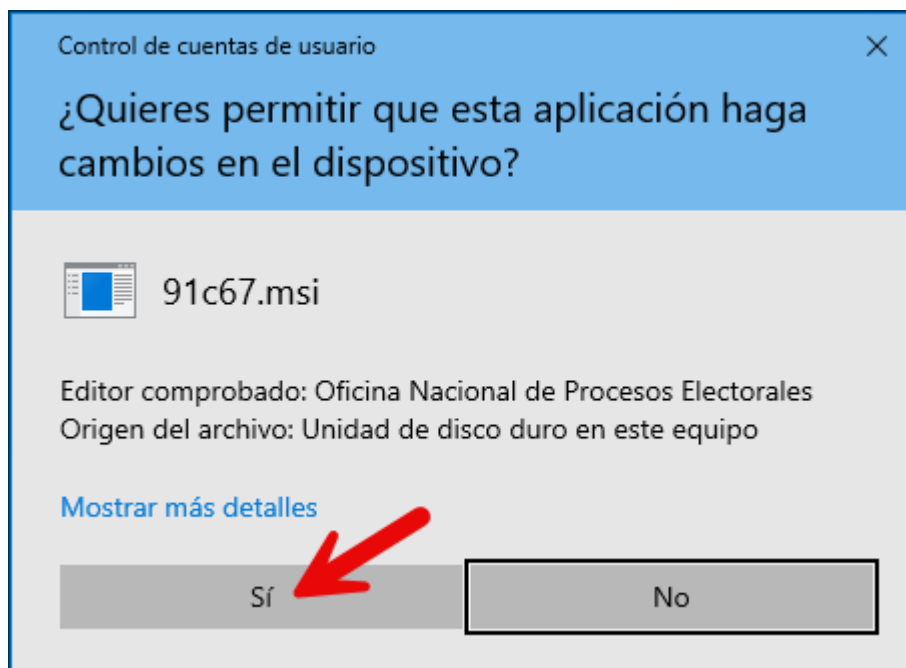 Control de cuentas de usuario
¿Quieres permitir que esta aplicación haga
cambios en el dispositivo?
91c67.msi
Editor comprobado: Oficina Nacional de Procesos Electorales
Origen del archivo: Unidad de disco duro en este equipo
Mostrar más detalles
Sí
No